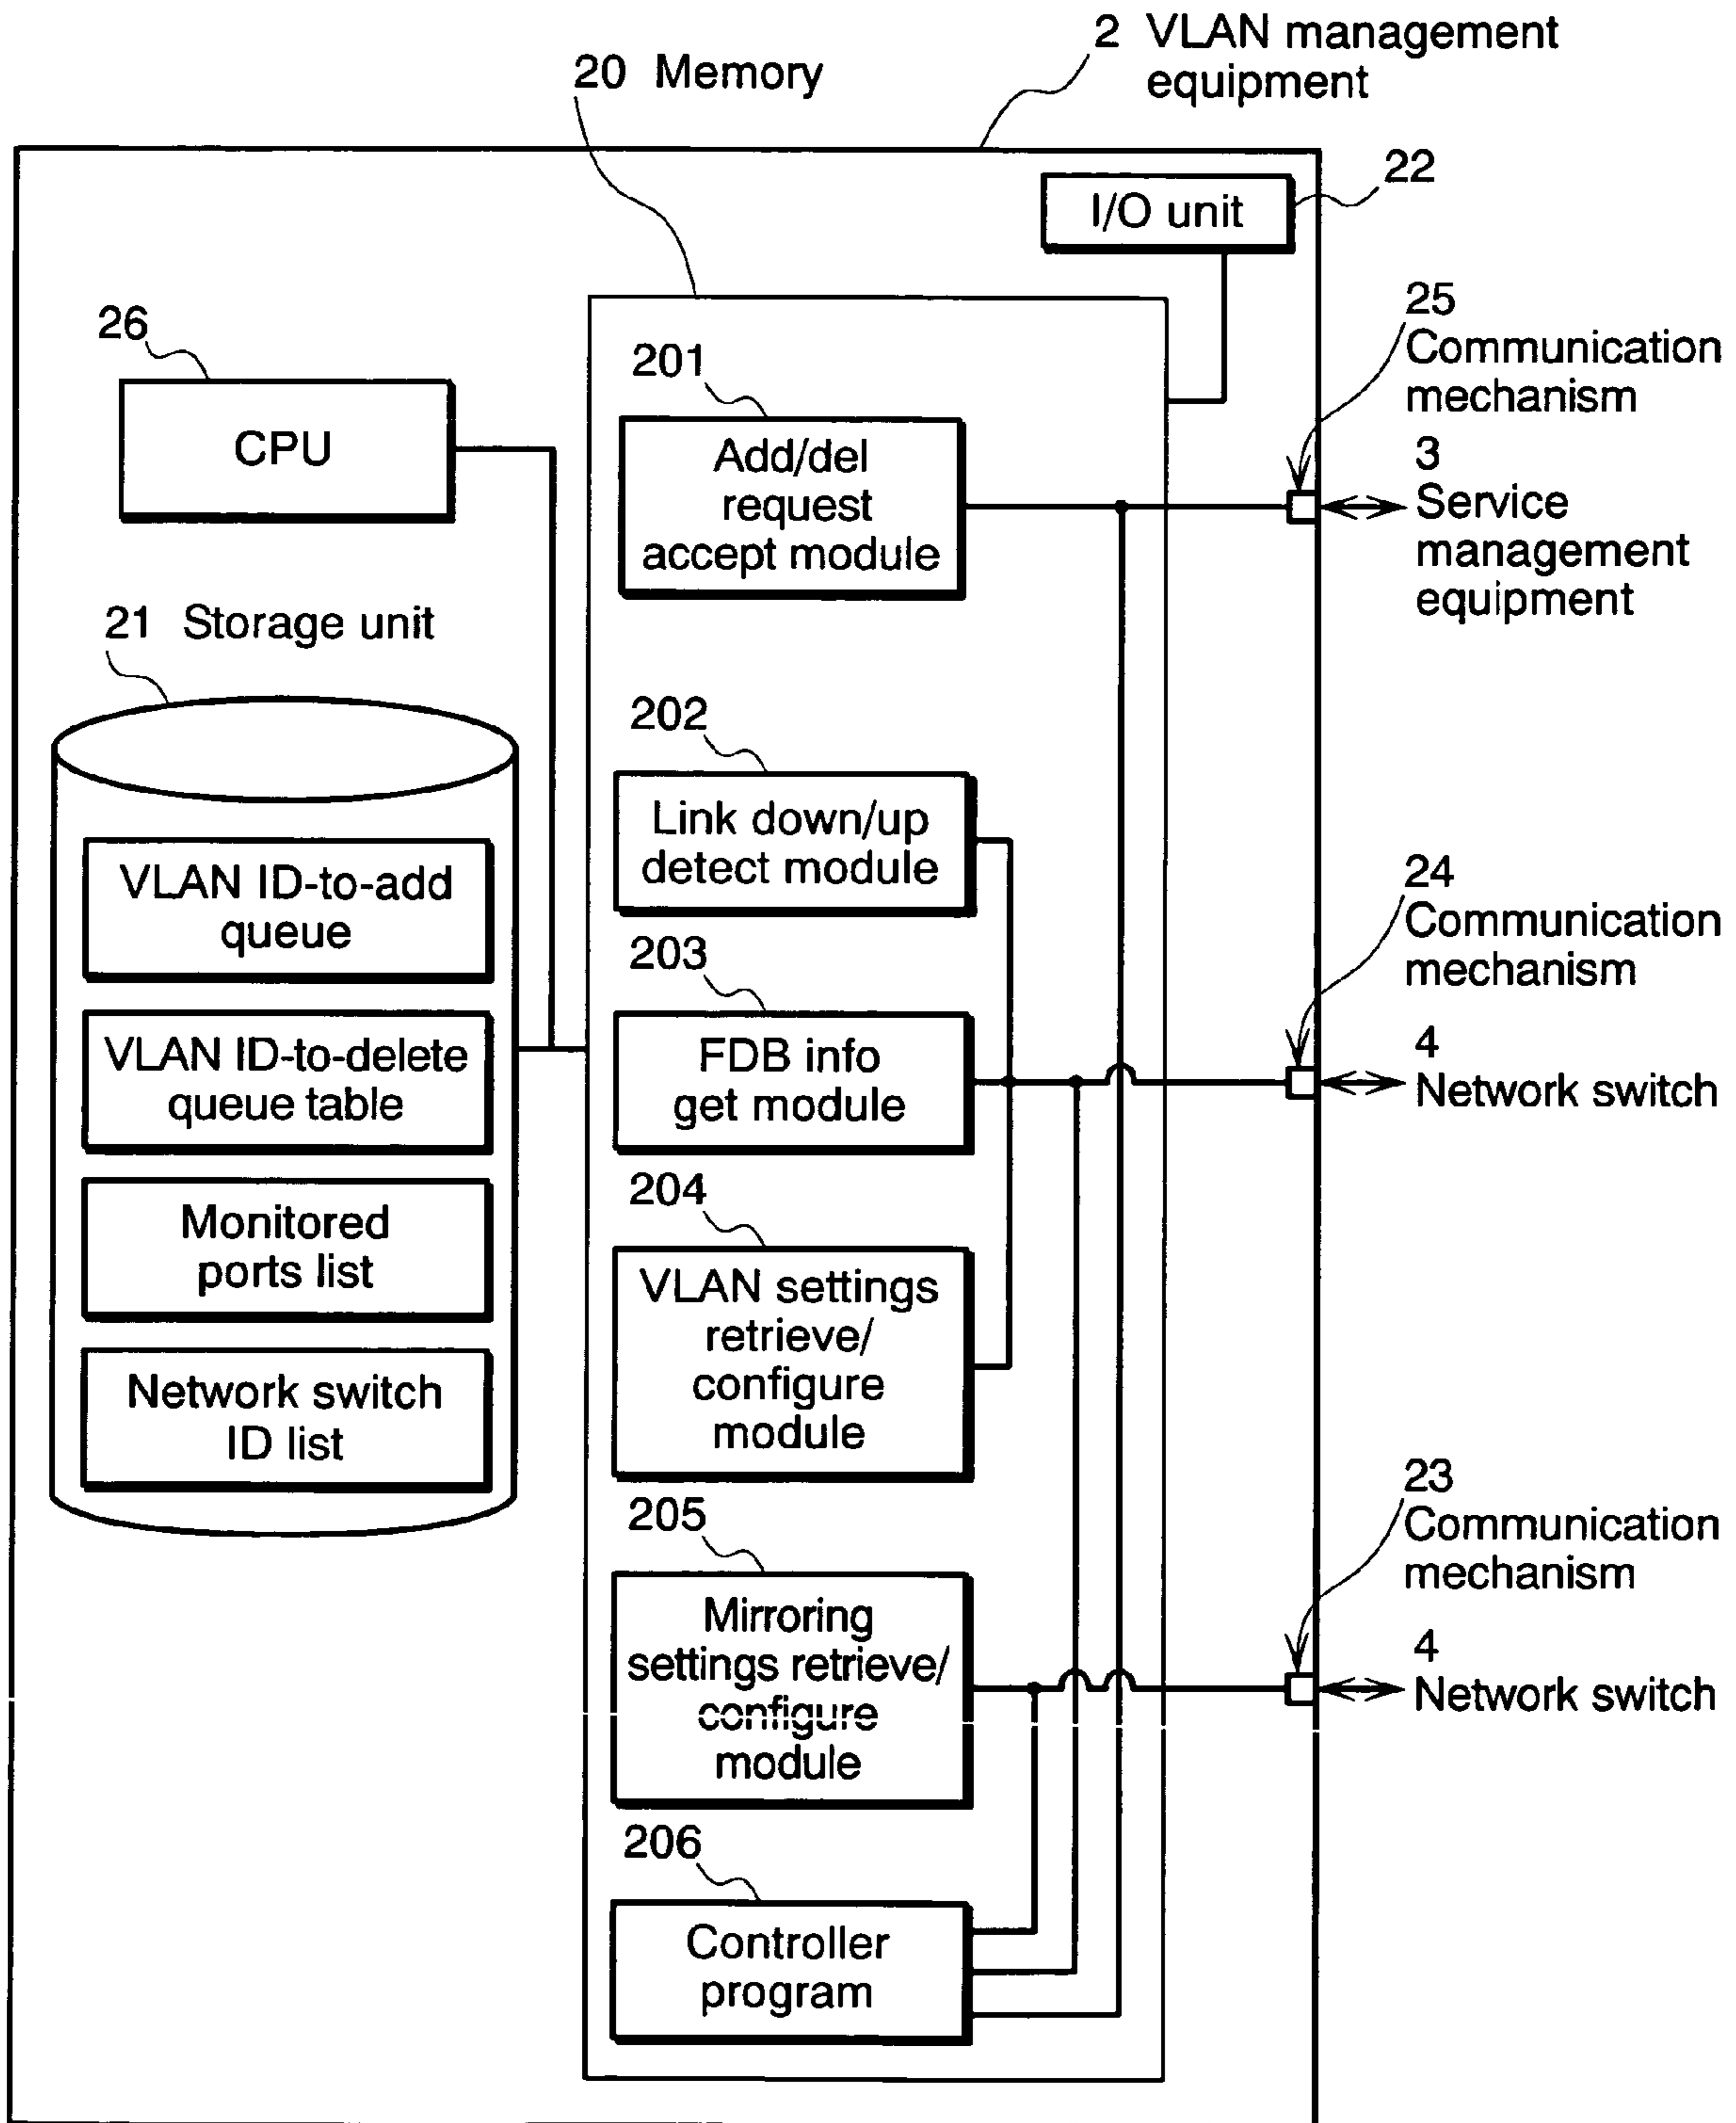 2 VLAN management
equipment
20 Memory
22
I/O unit
26
CPU
25
Communication
mechanism
201
Add/del
request
accept module
3
Service
management
equipment
21 Storage unit
202
Link down/up
detect module
VLAN ID-to-add
queue
24
Communication
mechanism
203
FDB info
get module
VLAN ID-to-delete
queue table
4
Network switch
204
VLAN settings
retrieve/
configure
module
Monitored
ports list
Network switch
ID list
23
Communication
mechanism
205
Mirroring
settings retrieve/
configure
module
4
Network switch
206
Controller
program